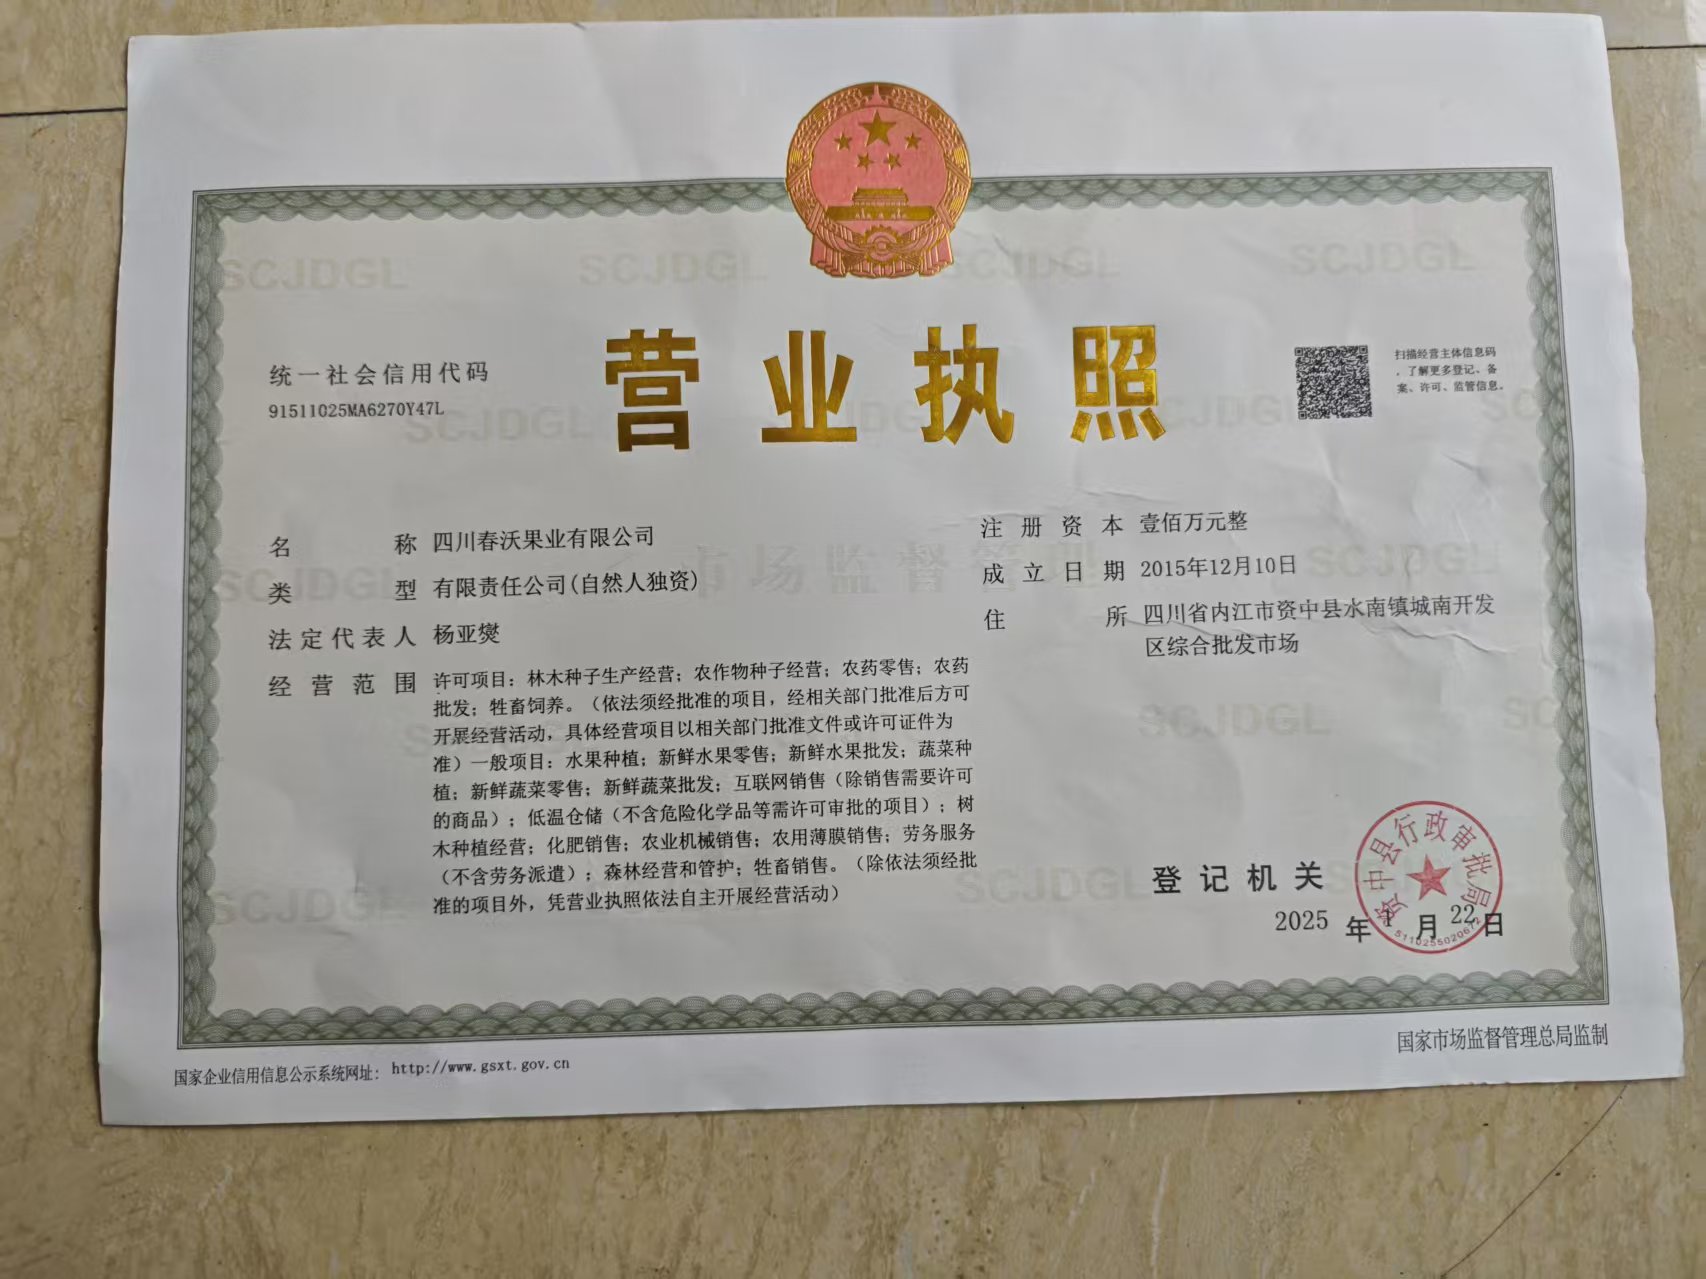 营业执照
统一社会信用代码
91511025MA6270Y47L
扫描经营主体信息码
，了解更多登记、备
案、许可、监管信息。
名称 四川春沃果业有限公司
类型 有限责任公司(自然人独资)
法定代表人 杨亚爕
经营范围 许可项目：林木种子生产经营；农作物种子经营；农药零售；农药
批发；牲畜饲养。（依法须经批准的项目，经相关部门批准后方可
开展经营活动，具体经营项目以相关部门批准文件或许可证件为
准）一般项目：水果种植；新鲜水果零售；新鲜水果批发；蔬菜种
植；新鲜蔬菜零售；新鲜蔬菜批发；互联网销售（除销售需要许可
的商品）；低温仓储（不含危险化学品等需许可审批的项目）；树
木种植经营；化肥销售；农业机械销售；农用薄膜销售；劳务服务
（不含劳务派遣）；森林经营和管护；牲畜销售。（除依法须经批
准的项目外，凭营业执照依法自主开展经营活动）
注册资本 壹佰万元整
成立日期 2015年12月10日
住所 四川省内江市资中县水南镇城南开发
区综合批发市场
登记机关
资中县行政审批局
2025 年 1 月 22 日
国家企业信用信息公示系统网址： http://www.gsxt.gov.cn
国家市场监督管理总局监制
SCJDGL
市场监督管理